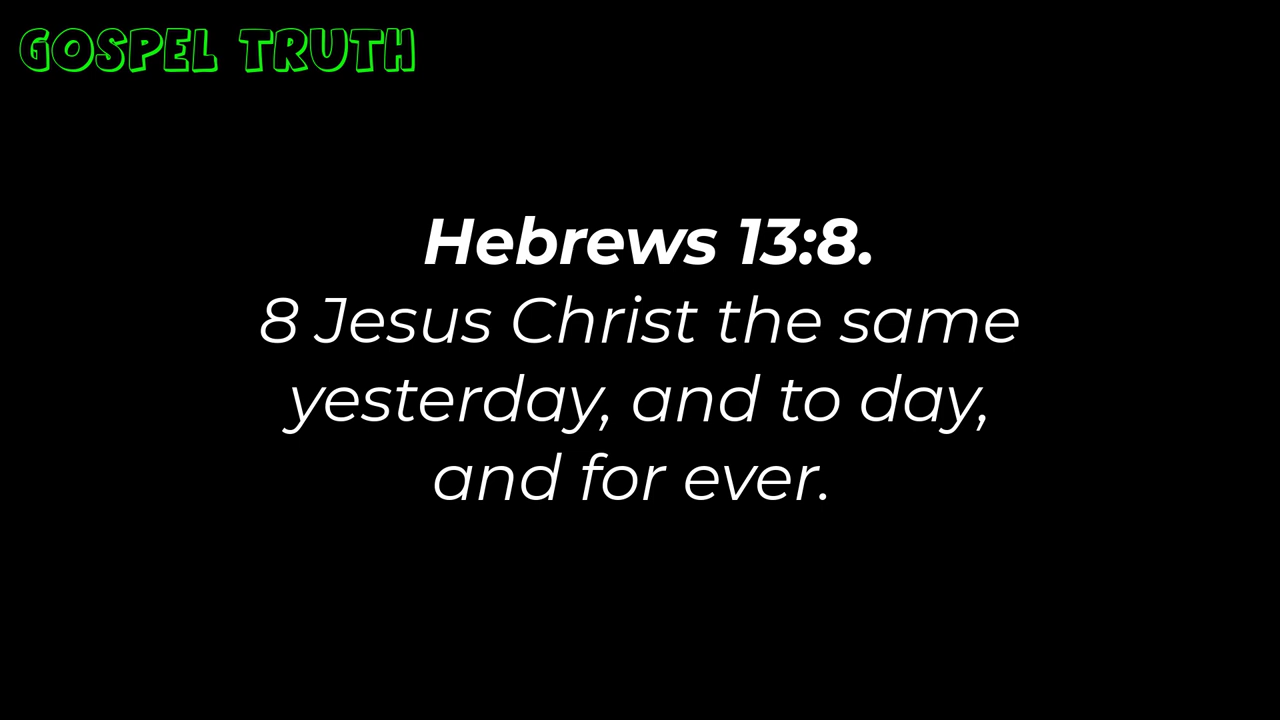 GOSPEL TRUTH
Hebrews 13:8.
8 Jesus Christ the same
yesterday, and to day,
and for ever.